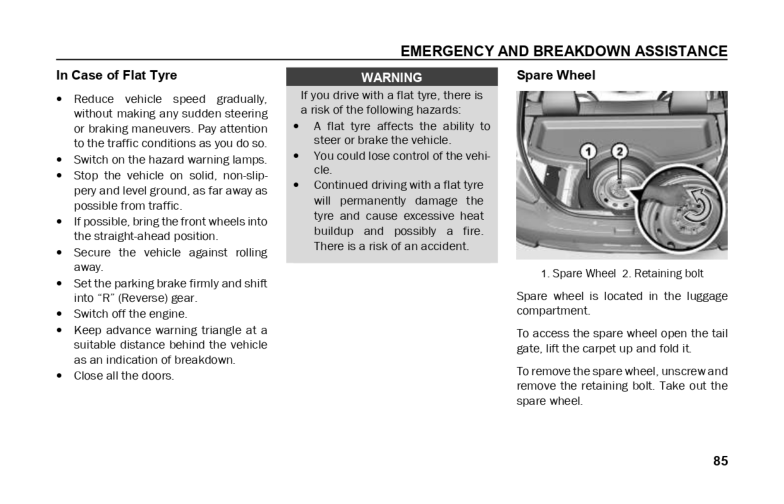 EMERGENCY AND BREAKDOWN ASSISTANCE
In Case of Flat Tyre
• Reduce vehicle speed gradually,
without making any sudden steering
or braking maneuvers. Pay attention
to the traffic conditions as you do so.
• Switch on the hazard warning lamps.
• Stop the vehicle on solid, non-slip-
pery and level ground, as far away as
possible from traffic.
• If possible, bring the front wheels into
the straight-ahead position.
• Secure the vehicle against rolling
away.
• Set the parking brake firmly and shift
into “R” (Reverse) gear.
• Switch off the engine.
• Keep advance warning triangle at a
suitable distance behind the vehicle
as an indication of breakdown.
• Close all the doors.
WARNING
If you drive with a flat tyre, there is
a risk of the following hazards:
• A flat tyre affects the ability to
steer or brake the vehicle.
• You could lose control of the vehi-
cle.
• Continued driving with a flat tyre
will permanently damage the
tyre and cause excessive heat
buildup and possibly a fire.
There is a risk of an accident.
Spare Wheel
1 2
1. Spare Wheel 2. Retaining bolt
Spare wheel is located in the luggage
compartment.
To access the spare wheel open the tail
gate, lift the carpet up and fold it.
To remove the spare wheel, unscrew and
remove the retaining bolt. Take out the
spare wheel.
85